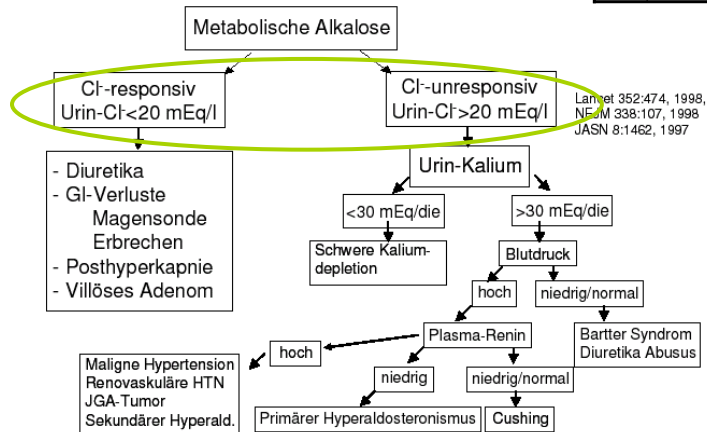 Metabolische Alkalose
Cl⁻-responsiv
Urin-Cl⁻<20 mEq/l
Cl⁻-unresponsiv
Urin-Cl⁻>20 mEq/l
Lancet 352:474, 1998,
NEJM 338:107, 1998
JASN 8:1462, 1997
- Diuretika
- GI-Verluste
Magensonde
Erbrechen
- Posthyperkapnie
- Villöses Adenom
Urin-Kalium
<30 mEq/die
>30 mEq/die
Schwere Kalium-
depletion
Blutdruck
hoch
niedrig/normal
Plasma-Renin
Bartter Syndrom
Diuretika Abusus
hoch
niedrig
niedrig/normal
Maligne Hypertension
Renovaskuläre HTN
JGA-Tumor
Sekundärer Hyperald.
Primärer Hyperaldosteronismus
Cushing